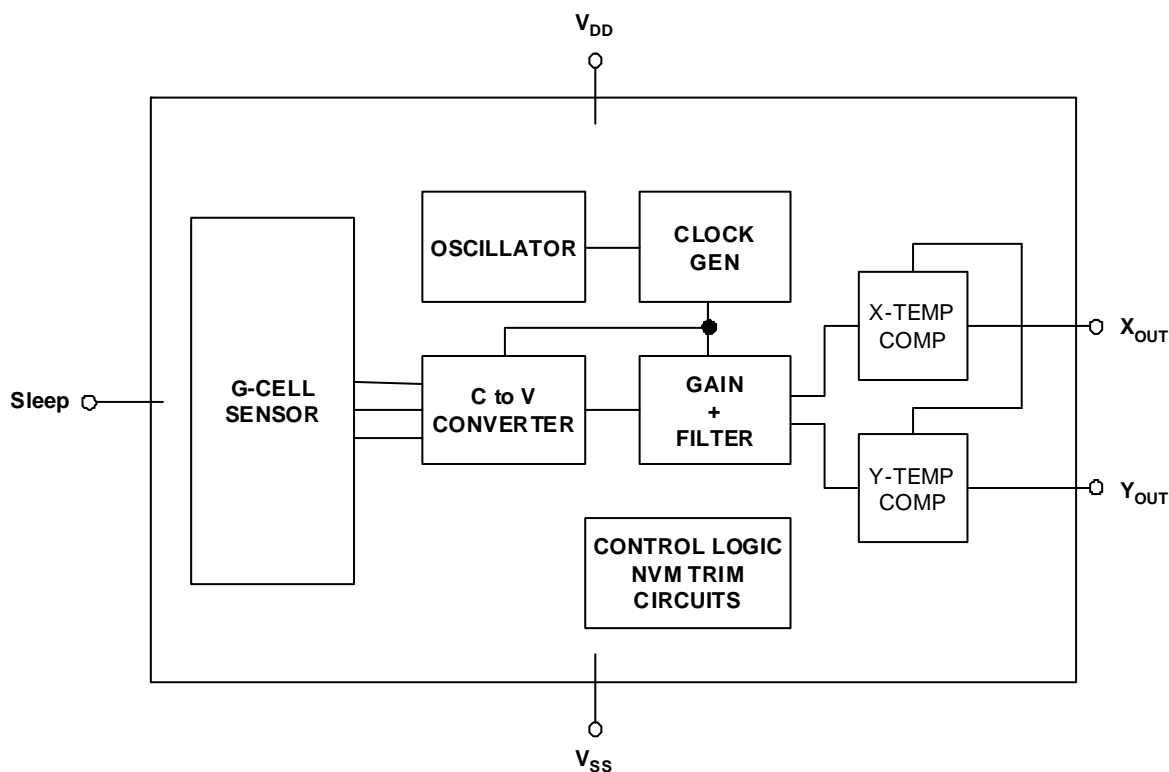 V_DD
OSCILLATOR
CLOCK
GEN
X-TEMP
COMP
X_OUT
G-CELL
SENSOR
Sleep
C to V
CONVERTER
GAIN
+
FILTER
Y-TEMP
COMP
Y_OUT
CONTROL LOGIC
NVM TRIM
CIRCUITS
V_SS